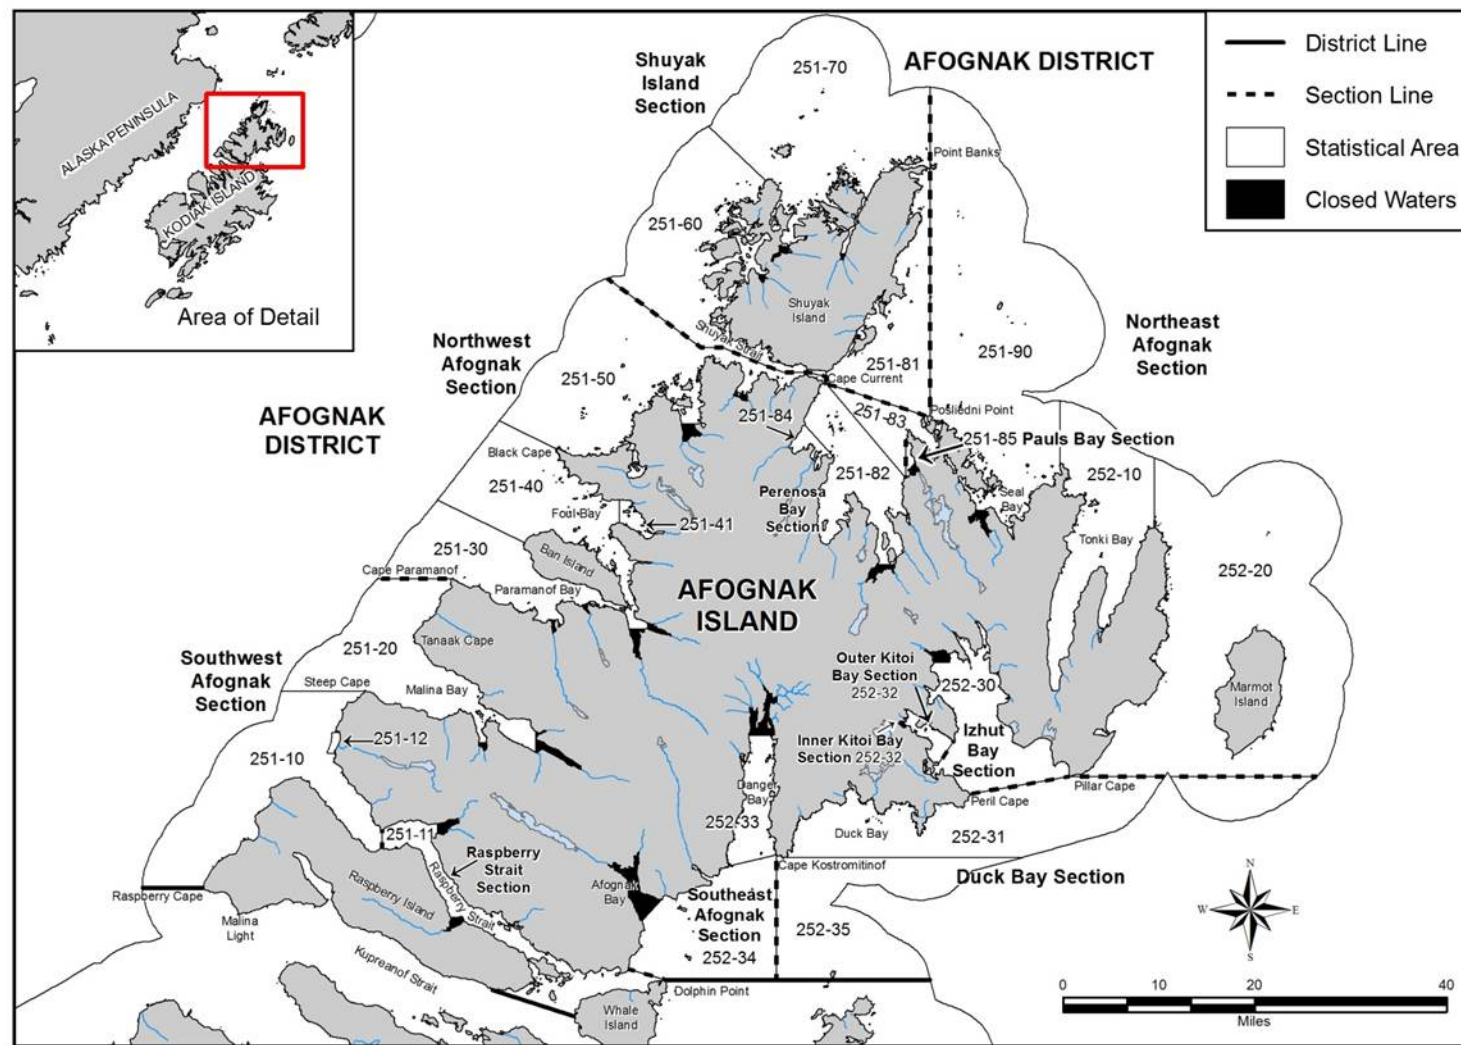 ALASKA PENINSULA
KODIAK ISLAND
Area of Detail
District Line
Section Line
Statistical Area
Closed Waters
AFOGNAK DISTRICT
Shuyak
Island
Section
251-70
Point Banks
251-60
Shuyak
Island
Shuyak Strait
Northwest
Afognak
Section
251-50
251-81
Cape Current
251-90
Northeast
Afognak
Section
AFOGNAK
DISTRICT
251-84
251-83
Posliedni Point
251-85 Pauls Bay Section
Black Cape
251-40
251-82
252-10
Perenosa
Bay
Section
Seal
Bay
Foul Bay
251-41
Tonki Bay
251-30
Ban Island
Cape Paramanof
Paramanof Bay
252-20
AFOGNAK
ISLAND
Tanaak Cape
251-20
Southwest
Afognak
Section
Steep Cape
Malina Bay
Outer Kitoi
Bay Section
252-32
252-30
Marmot
Island
251-12
251-10
Inner Kitoi Bay
Section 252-32
Izhut
Bay
Section
Danger
Bay
Pillar Cape
Peril Cape
252-33
Duck Bay
252-31
251-11
Raspberry
Strait
Section
Raspberry Strait
Cape Kostromitinof
Duck Bay Section
Raspberry Cape
Raspberry Island
Afognak
Bay
Southeast
Afognak
Section
252-34
252-35
Malina
Light
Kupreanof Strait
Dolphin Point
Whale
Island
N
W E
S
0 10 20 40
Miles